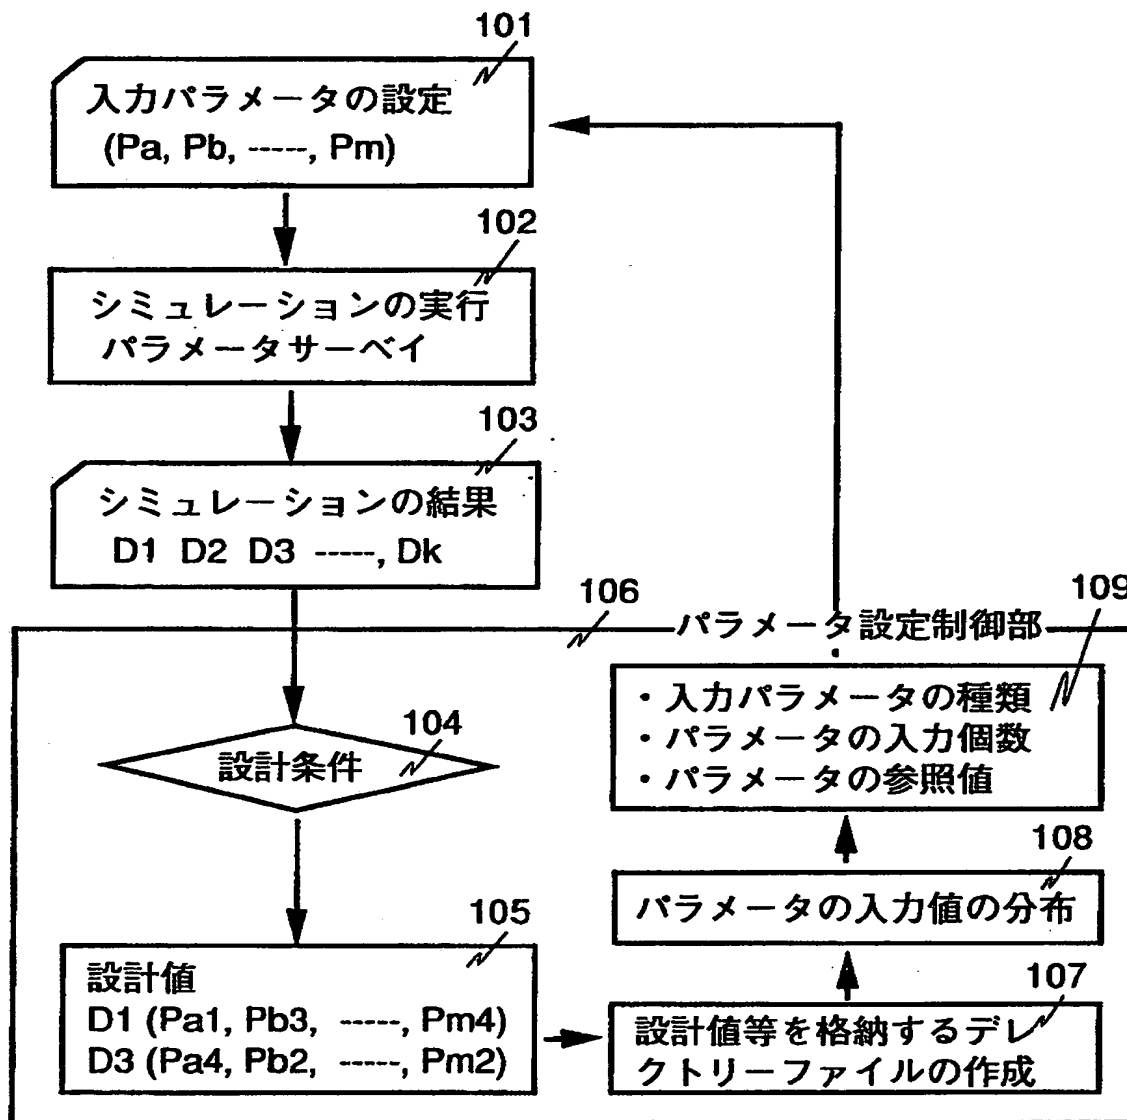 101
入力パラメータの設定
(Pa, Pb, -----, Pm)
102
シミュレーションの実行
パラメータサーベイ
103
シミュレーションの結果
D1 D2 D3 -----, Dk
106
パラメータ設定制御部
109
・入力パラメータの種類
・パラメータの入力個数
・パラメータの参照値
104
設計条件
108
パラメータの入力値の分布
105
設計値
D1 (Pa1, Pb3, -----, Pm4)
D3 (Pa4, Pb2, -----, Pm2)
107
設計値等を格納するデレ
クトリーファイルの作成